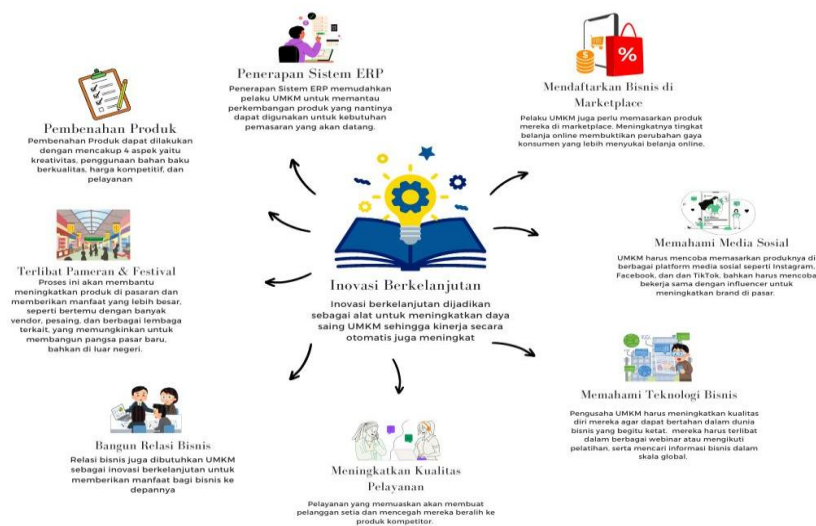 Penerapan Sistem ERP
Penerapan Sistem ERP memudahkan
pelaku UMKM untuk memantau
perkembangan produk yang nantinya
dapat digunakan untuk kebutuhan
pemasaran yang akan datang.
%
Mendaftarkan Bisnis di
Marketplace
Pelaku UMKM juga perlu memasarkan produk
mereka di marketplace. Meningkatnya tingkat
belanja online membuktikan perubahan gaya
konsumen yang lebih menyukai belanja online.
Pembenahan Produk
Pembenahan Produk dapat dilakukan
dengan mencakup 4 aspek yaitu
kreativitas, penggunaan bahan baku
berkualitas, harga kompetitif, dan
pelayanan
Memahami Media Sosial
UMKM harus mencoba memasarkan produknya di
berbagai platform media sosial seperti Instagram,
Facebook, dan dan TikTok, bahkan harus mencoba
bekerja sama dengan influencer untuk
meningkatkan brand di pasar.
Terlibat Pameran & Festival
Proses ini akan membantu
meningkatkan produk di pasaran dan
memberikan manfaat yang lebih besar,
seperti bertemu dengan banyak
vendor, pesaing, dan berbagai lembaga
terkait, yang memungkinkan untuk
membangun pangsa pasar baru,
bahkan di luar negeri.
Inovasi Berkelanjutan
Inovasi berkelanjutan dijadikan
sebagai alat untuk meningkatkan daya
saing UMKM sehingga kinerja secara
otomatis juga meningkat
Memahami Teknologi Bisnis
Pengusaha UMKM harus meningkatkan kualitas
diri mereka agar dapat bertahan dalam dunia
bisnis yang begitu ketat. mereka harus terlibat
dalam berbagai webinar atau mengikuti
pelatihan, serta mencari informasi bisnis dalam
skala global.
Bangun Relasi Bisnis
Relasi bisnis juga dibutuhkan UMKM
sebagai inovasi berkelanjutan untuk
memberikan manfaat bagi bisnis ke
depannya
Meningkatkan Kualitas
Pelayanan
Pelayanan yang memuaskan akan membuat
pelanggan setia dan mencegah mereka beralih ke
produk kompetitor.